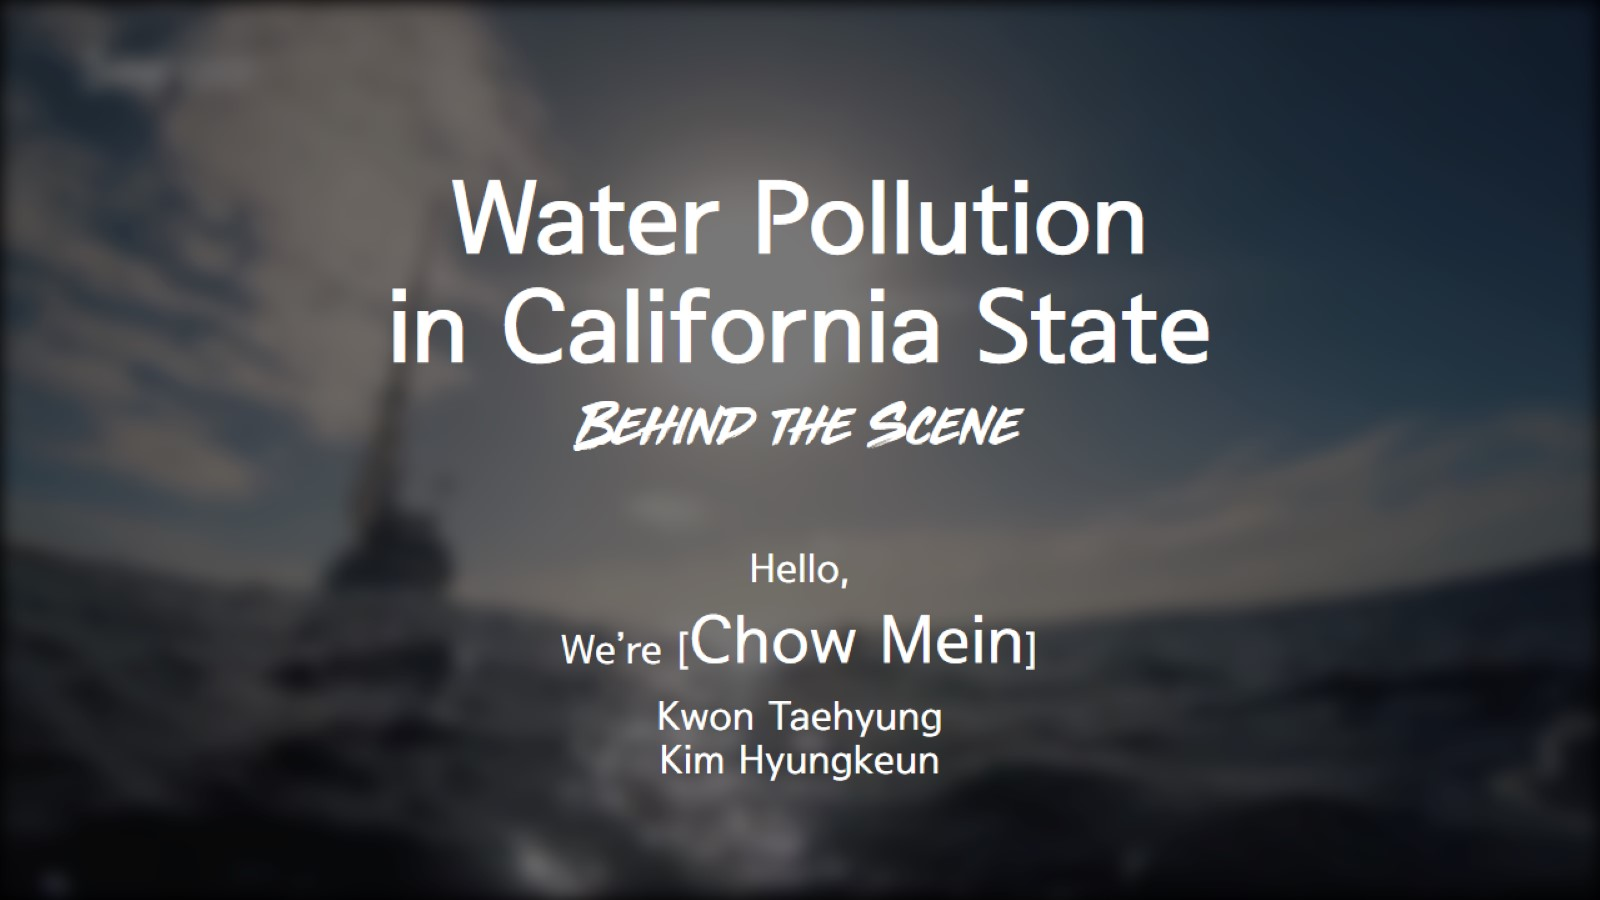 Water Pollution
in California State
BEHIND THE SCENE
Hello,
We're [Chow Mein]
Kwon Taehyung
Kim Hyungkeun